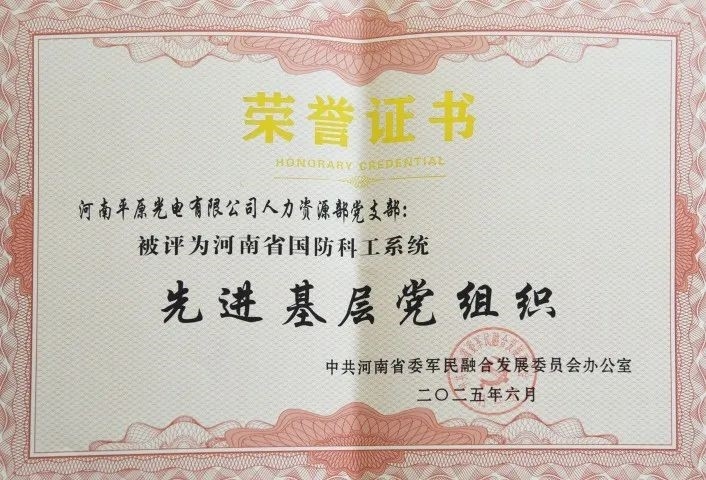 荣誉证书
HONORARY CREDENTIAL
河南平原光电有限公司人力资源部党支部：
被评为河南省国防科工系统
先进基层党组织
中共河南省委军民融合发展委员会办公室
二〇二五年六月